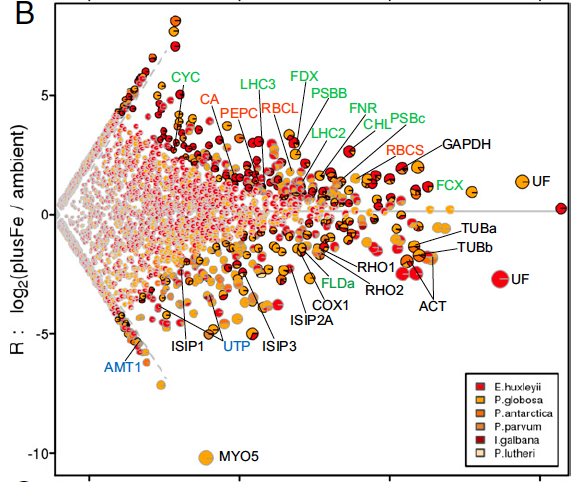 B
R : log2(plusFe / ambient)
5
0
-5
-10
CYC
CA
PEPC
LHC3
RBCL
FDX
PSBB
LHC2
FNR
CHL
PSBc
RBCS
GAPDH
FCX
UF
TUBa
TUBb
UF
RHO1
RHO2
ACT
FLDa
COX1
ISIP2A
ISIP3
UTP
ISIP1
AMT1
MYO5
E.huxleyii
P.globosa
P.antarctica
P.parvum
I.galbana
P.lutheri